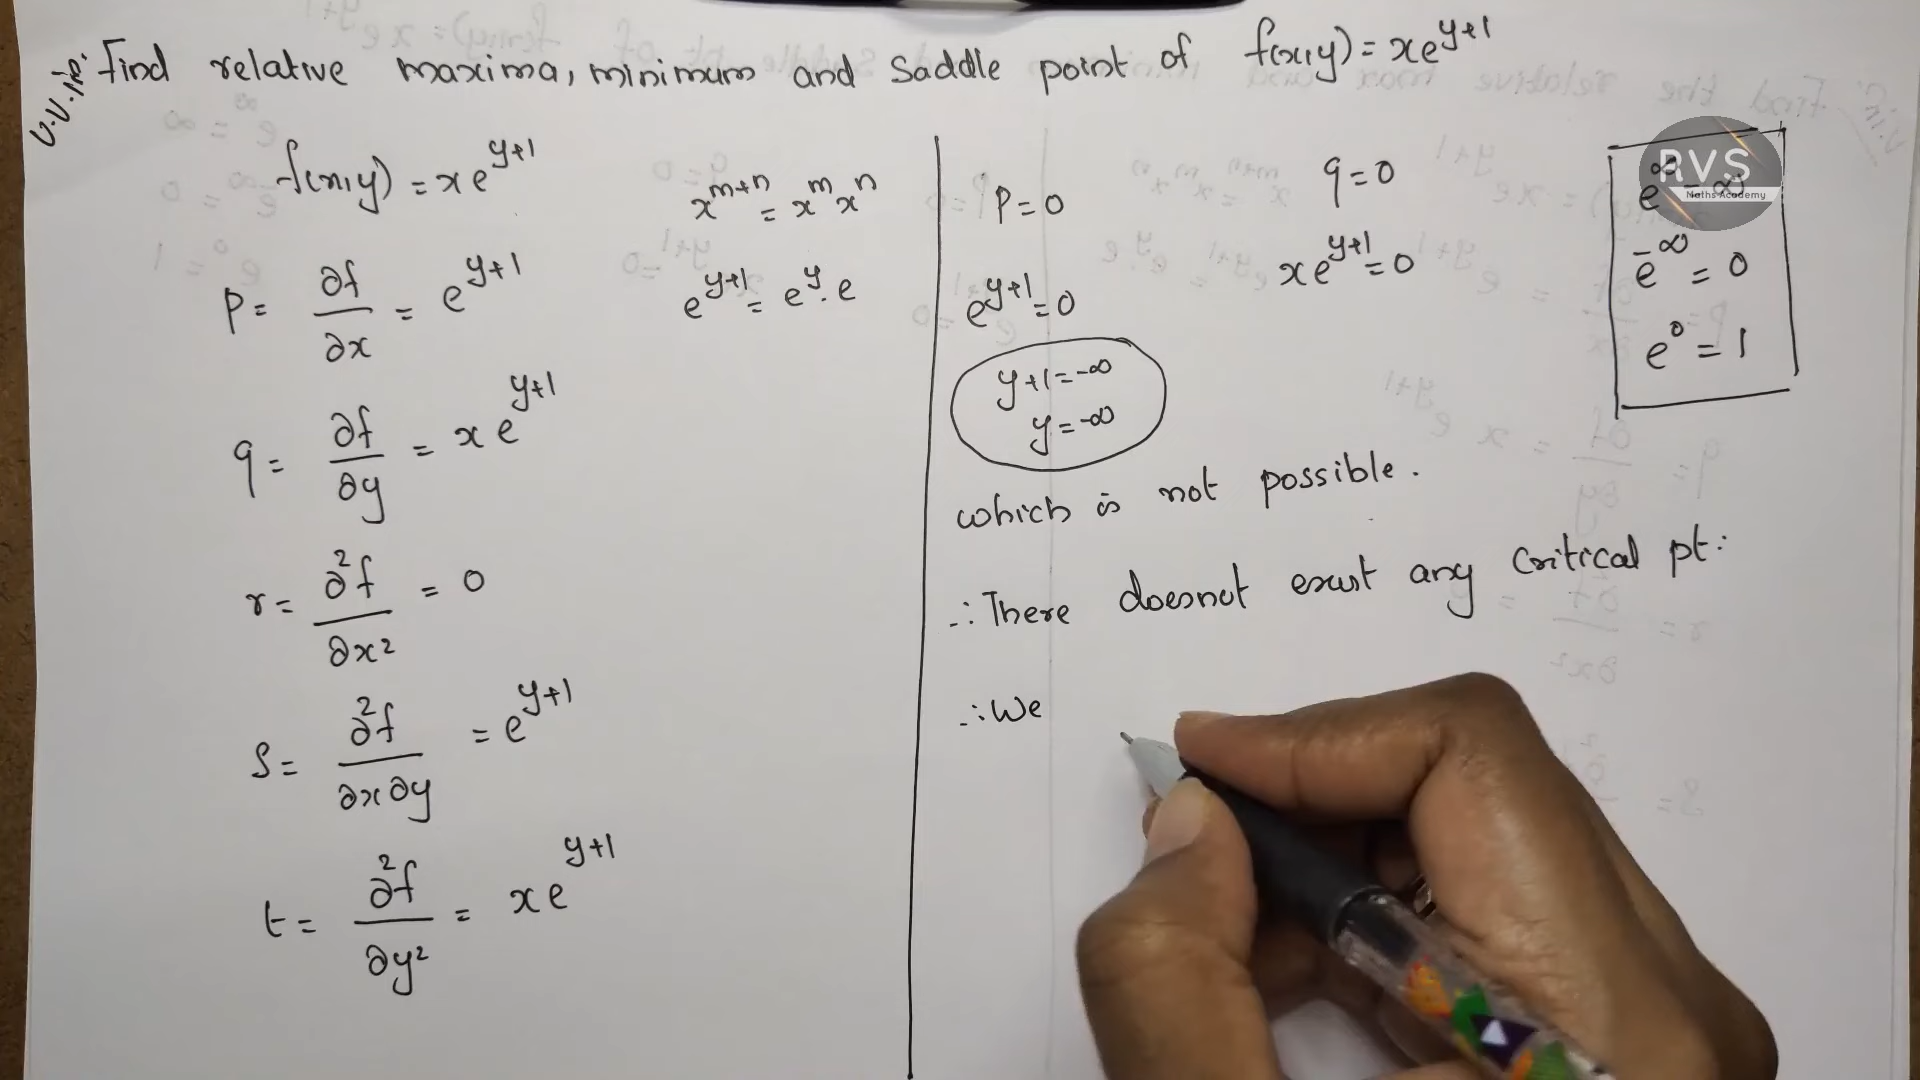 V.V.Ip. Find relative maxima, minimum and saddle point of f(x,y) = xe^{y+1}
f(x,y) = xe^{y+1}
x^{m+n} = x^m x^n
P = ∂f/∂x = e^{y+1}
e^{y+1} = e^y . e
q = ∂f/∂y = xe^{y+1}
r = ∂²f/∂x² = 0
s = ∂²f/∂x∂y = e^{y+1}
t = ∂²f/∂y² = xe^{y+1}
P = 0
e^{y+1} = 0
y+1 = -∞
y = -∞
q = 0
xe^{y+1} = 0
which is not possible.
∴ There doesnot exist any critical pt.
∴ We
e^∞ = ∞
e^{-∞} = 0
e^0 = 1
RVS
Maths Academy